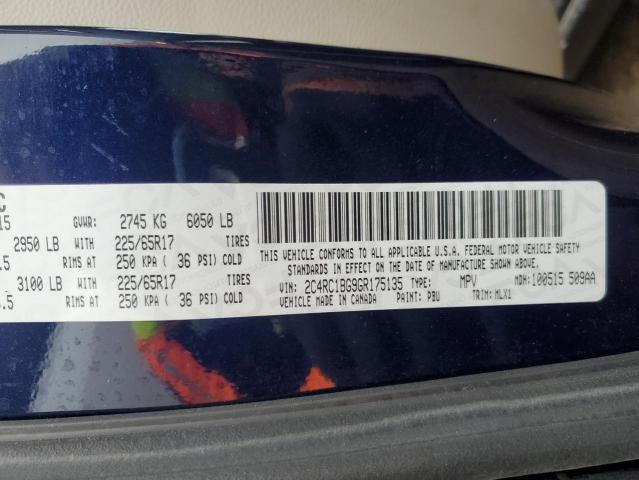 C
15 GVWR: 2745 KG 6050 LB
2950 LB WITH 225/65R17 TIRES
.5 RIMS AT 250 KPA ( 36 PSI) COLD
3100 LB WITH 225/65R17 TIRES
.5 RIMS AT 250 KPA ( 36 PSI) COLD
THIS VEHICLE CONFORMS TO ALL APPLICABLE U.S.A. FEDERAL MOTOR VEHICLE SAFETY
STANDARDS IN EFFECT ON THE DATE OF MANUFACTURE SHOWN ABOVE.
VIN: 2C4RC1BG9GR175135 TYPE: MPV MDH: 100515 509AA
VEHICLE MADE IN CANADA PAINT: PBU TRIM: MLX1